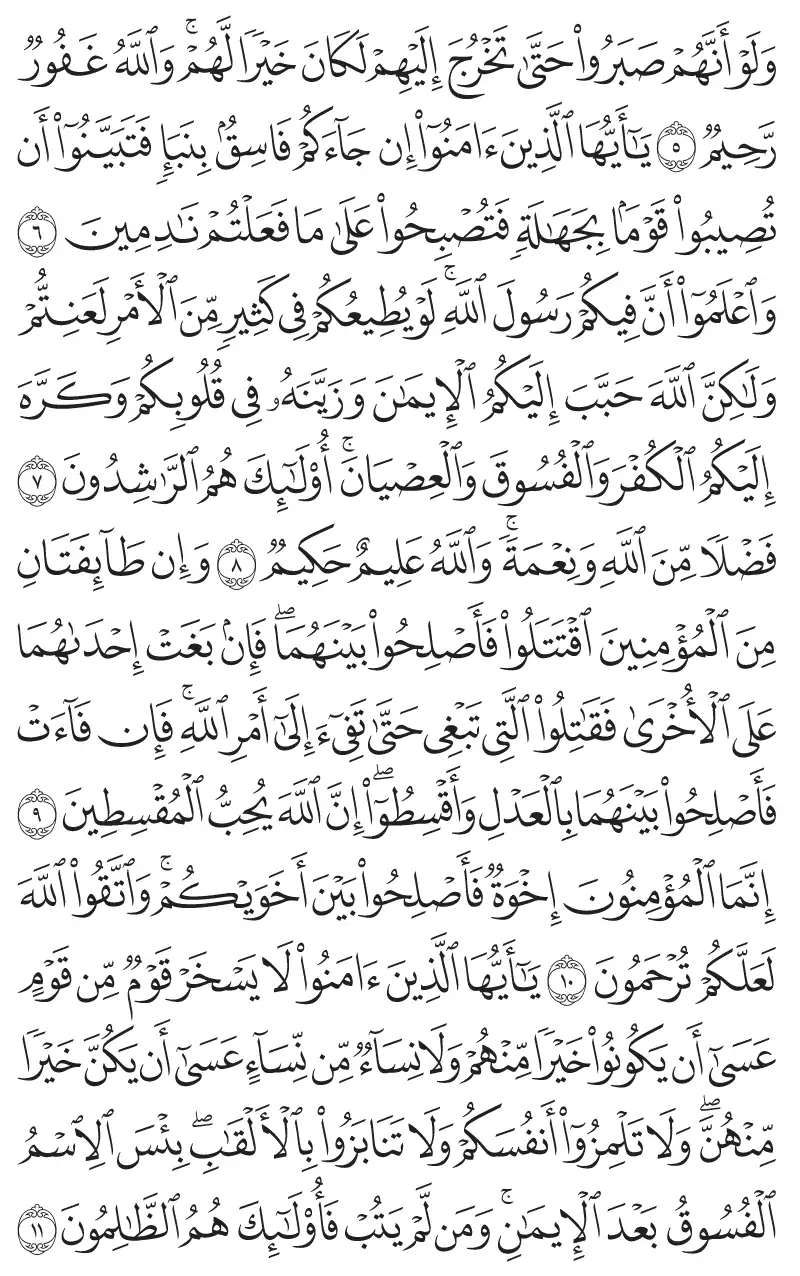 وَلَوْ أَنَّهُمْ صَبَرُوا۟ حَتَّىٰ تَخْرُجَ إِلَيْهِمْ لَكَانَ خَيْرًا لَّهُمْ ۚ وَٱللَّهُ غَفُورٌ
رَّحِيمٌ ٥ يَـٰٓأَيُّهَا ٱلَّذِينَ ءَامَنُوٓا۟ إِن جَآءَكُمْ فَاسِقٌۢ بِنَبَإٍ فَتَبَيَّنُوٓا۟ أَن
تُصِيبُوا۟ قَوْمًۢا بِجَهَـٰلَةٍ فَتُصْبِحُوا۟ عَلَىٰ مَا فَعَلْتُمْ نَـٰدِمِينَ ٦
وَٱعْلَمُوٓا۟ أَنَّ فِيكُمْ رَسُولَ ٱللَّهِ ۚ لَوْ يُطِيعُكُمْ فِى كَثِيرٍ مِّنَ ٱلْأَمْرِ لَعَنِتُّمْ
وَلَـٰكِنَّ ٱللَّهَ حَبَّبَ إِلَيْكُمُ ٱلْإِيمَـٰنَ وَزَيَّنَهُۥ فِى قُلُوبِكُمْ وَكَرَّهَ
إِلَيْكُمُ ٱلْكُفْرَ وَٱلْفُسُوقَ وَٱلْعِصْيَانَ ۚ أُو۟لَـٰٓئِكَ هُمُ ٱلرَّٰشِدُونَ ٧
فَضْلًا مِّنَ ٱللَّهِ وَنِعْمَةً ۚ وَٱللَّهُ عَلِيمٌ حَكِيمٌ ٨ وَإِن طَآئِفَتَانِ
مِنَ ٱلْمُؤْمِنِينَ ٱقْتَتَلُوا۟ فَأَصْلِحُوا۟ بَيْنَهُمَا ۖ فَإِنۢ بَغَتْ إِحْدَىٰهُمَا
عَلَى ٱلْأُخْرَىٰ فَقَـٰتِلُوا۟ ٱلَّتِى تَبْغِى حَتَّىٰ تَفِىٓءَ إِلَىٰٓ أَمْرِ ٱللَّهِ ۚ فَإِن فَآءَتْ
فَأَصْلِحُوا۟ بَيْنَهُمَا بِٱلْعَدْلِ وَأَقْسِطُوٓا۟ ۖ إِنَّ ٱللَّهَ يُحِبُّ ٱلْمُقْسِطِينَ ٩
إِنَّمَا ٱلْمُؤْمِنُونَ إِخْوَةٌ فَأَصْلِحُوا۟ بَيْنَ أَخَوَيْكُمْ ۚ وَٱتَّقُوا۟ ٱللَّهَ
لَعَلَّكُمْ تُرْحَمُونَ ١٠ يَـٰٓأَيُّهَا ٱلَّذِينَ ءَامَنُوا۟ لَا يَسْخَرْ قَوْمٌ مِّن قَوْمٍ
عَسَىٰٓ أَن يَكُونُوا۟ خَيْرًا مِّنْهُمْ وَلَا نِسَآءٌ مِّن نِّسَآءٍ عَسَىٰٓ أَن يَكُنَّ خَيْرًا
مِّنْهُنَّ ۖ وَلَا تَلْمِزُوٓا۟ أَنفُسَكُمْ وَلَا تَنَابَزُوا۟ بِٱلْأَلْقَـٰبِ ۖ بِئْسَ ٱلِٱسْمُ
ٱلْفُسُوقُ بَعْدَ ٱلْإِيمَـٰنِ ۚ وَمَن لَّمْ يَتُبْ فَأُو۟لَـٰٓئِكَ هُمُ ٱلظَّـٰلِمُونَ ١١